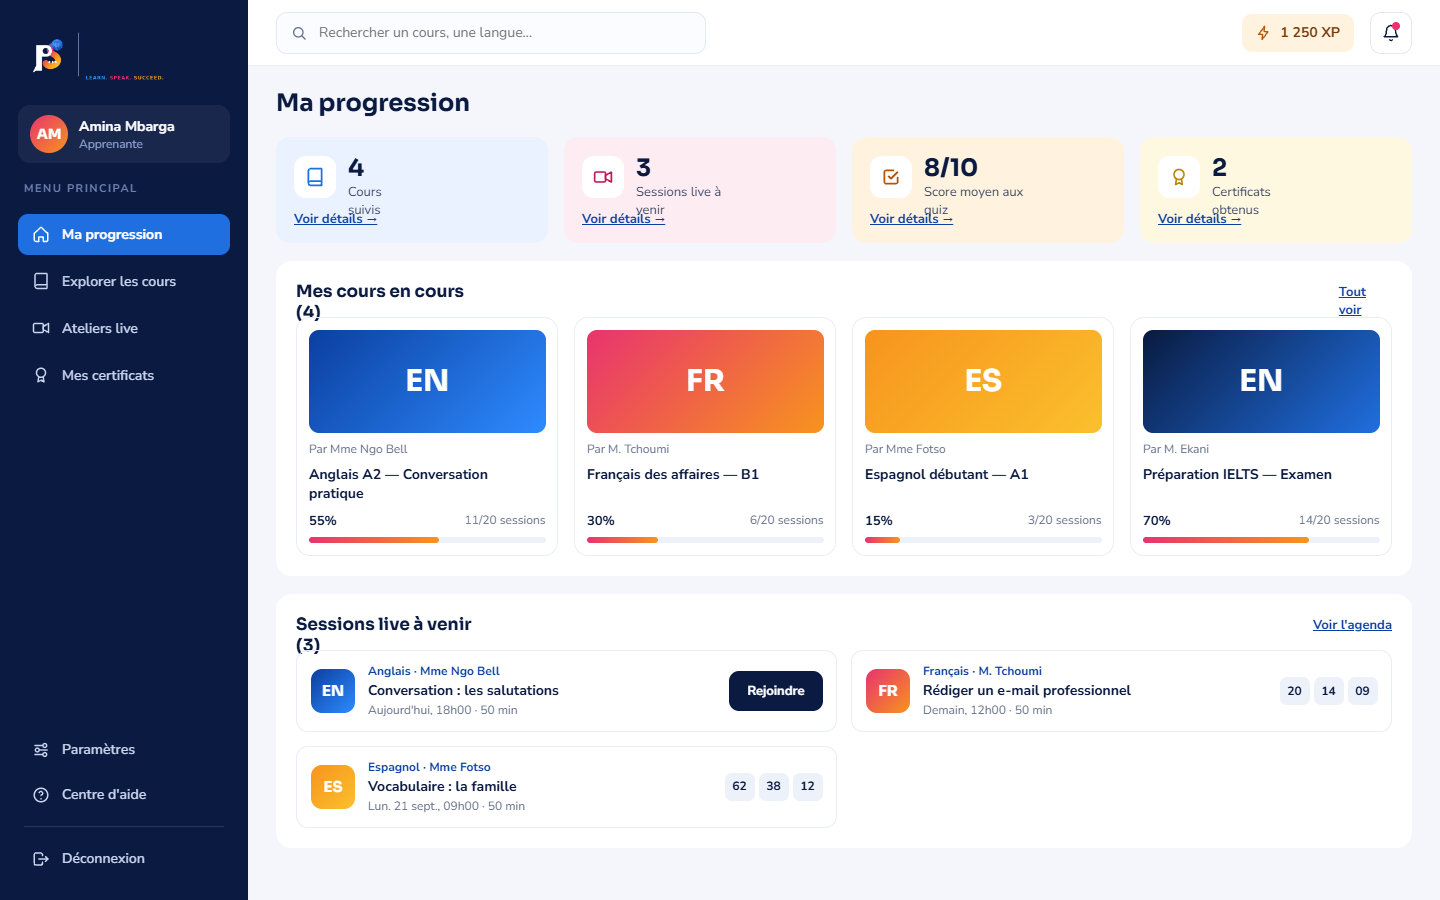 LEARN. SPEAK. SUCCEED.
AM
Amina Mbarga
Apprenante
MENU PRINCIPAL
Ma progression
Explorer les cours
Ateliers live
Mes certificats
Paramètres
Centre d'aide
Déconnexion
Rechercher un cours, une langue...
1 250 XP
Ma progression
4
Cours
suivis
Voir détails →
3
Sessions live à
venir
Voir détails →
8/10
Score moyen aux
quiz
Voir détails →
2
Certificats
obtenus
Voir détails →
Mes cours en cours
(4)
Tout
voir
EN
Par Mme Ngo Bell
Anglais A2 — Conversation
pratique
55% 11/20 sessions
FR
Par M. Tchoumi
Français des affaires — B1
30% 6/20 sessions
ES
Par Mme Fotso
Espagnol débutant — A1
15% 3/20 sessions
EN
Par M. Ekani
Préparation IELTS — Examen
70% 14/20 sessions
Sessions live à venir
(3)
Voir l'agenda
EN
Anglais · Mme Ngo Bell
Conversation : les salutations
Aujourd'hui, 18h00 · 50 min
Rejoindre
FR
Français · M. Tchoumi
Rédiger un e-mail professionnel
Demain, 12h00 · 50 min
20 14 09
ES
Espagnol · Mme Fotso
Vocabulaire : la famille
Lun. 21 sept., 09h00 · 50 min
62 38 12